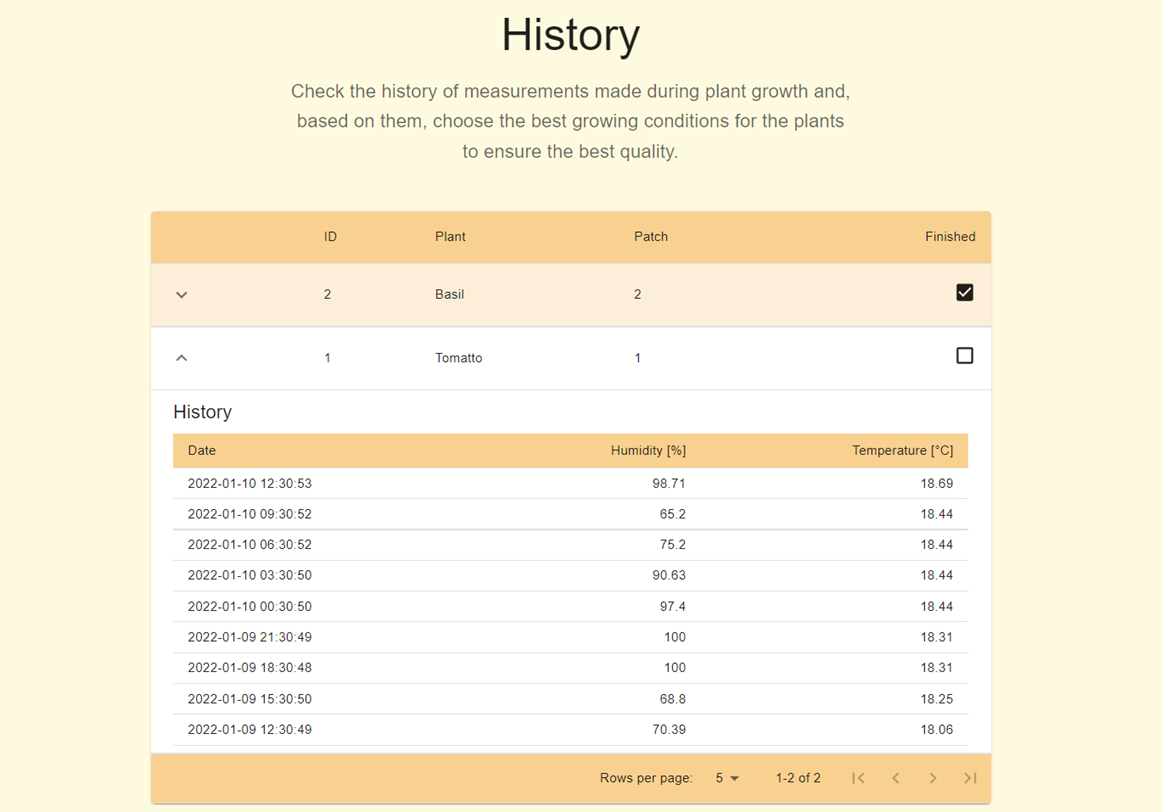 History
Check the history of measurements made during plant growth and,
based on them, choose the best growing conditions for the plants
to ensure the best quality.
ID Plant Patch Finished
2 Basil 2
1 Tomatto 1
History
Date Humidity [%] Temperature [°C]
2022-01-10 12:30:53 98.71 18.69
2022-01-10 09:30:52 65.2 18.44
2022-01-10 06:30:52 75.2 18.44
2022-01-10 03:30:50 90.63 18.44
2022-01-10 00:30:50 97.4 18.44
2022-01-09 21:30:49 100 18.31
2022-01-09 18:30:48 100 18.31
2022-01-09 15:30:50 68.8 18.25
2022-01-09 12:30:49 70.39 18.06
Rows per page: 5 1-2 of 2